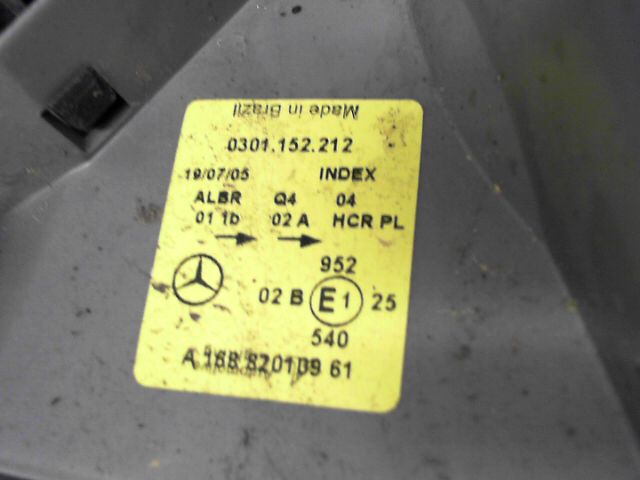 Made in Brazil
0301.152.212
19/07/05 INDEX
ALBR Q4 04
01 1b 02 A HCR PL
952
02 B E1 25
540
A 168 820109 61